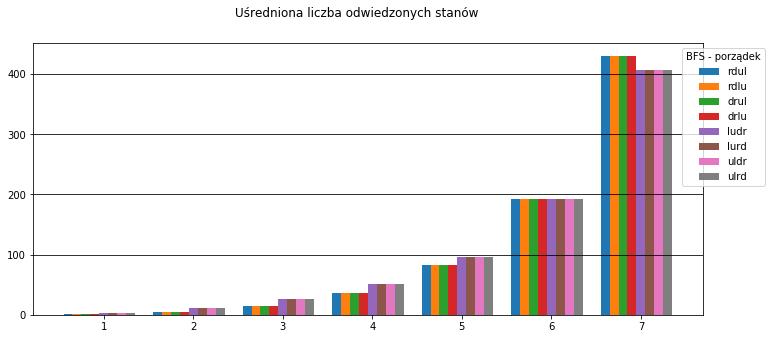 Uśredniona liczba odwiedzonych stanów
400
300
200
100
0
1 2 3 4 5 6 7
BFS - porządek
rdul
rdlu
drul
drlu
ludr
lurd
uldr
ulrd